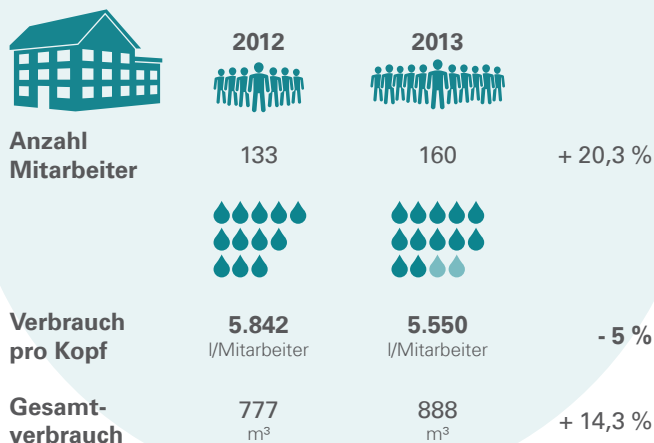 2012 2013
Anzahl
Mitarbeiter 133 160 + 20,3 %
Verbrauch
pro Kopf 5.842 5.550 - 5 %
l/Mitarbeiter l/Mitarbeiter
Gesamt-
verbrauch 777 888 + 14,3 %
m³ m³